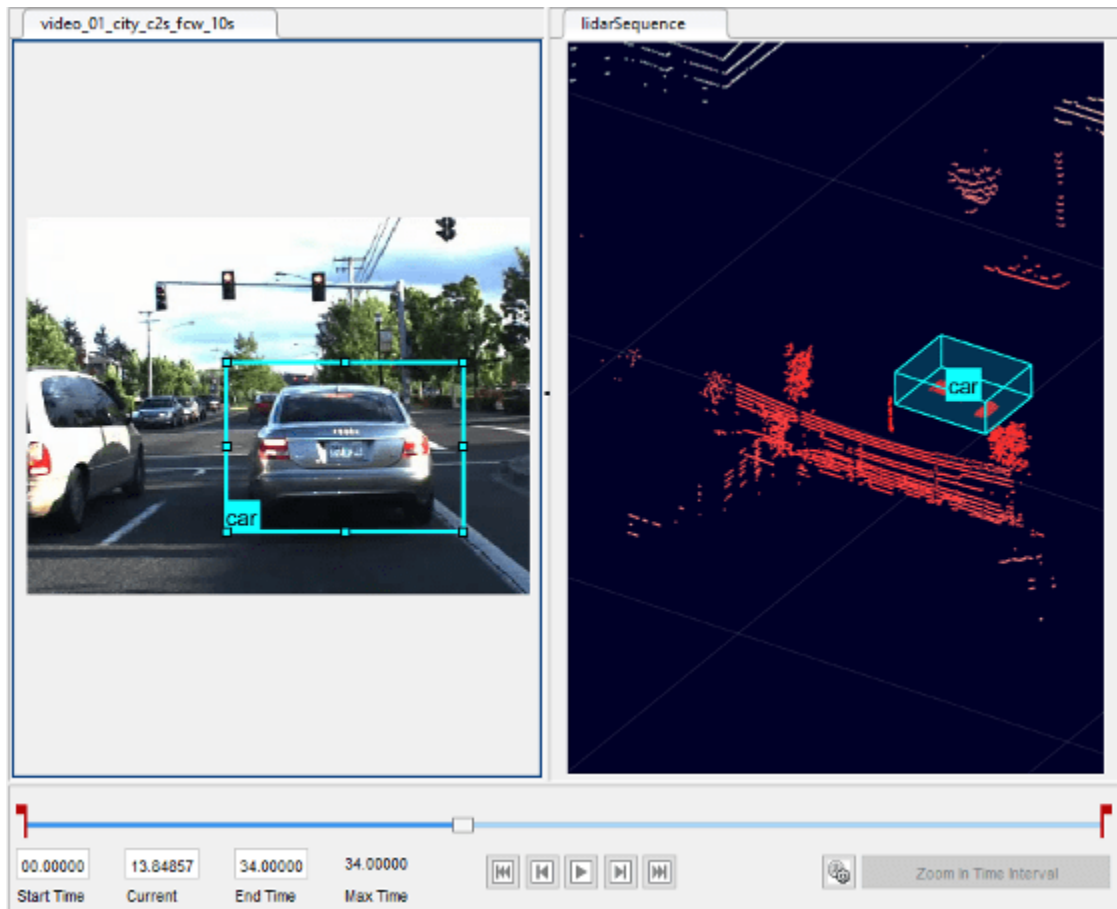 video_01_city_c2s_fcw_10s
lidarSequence
car
car
00.00000 13.84857 34.00000 34.00000
Start Time Current End Time Max Time
Zoom In Time Interval